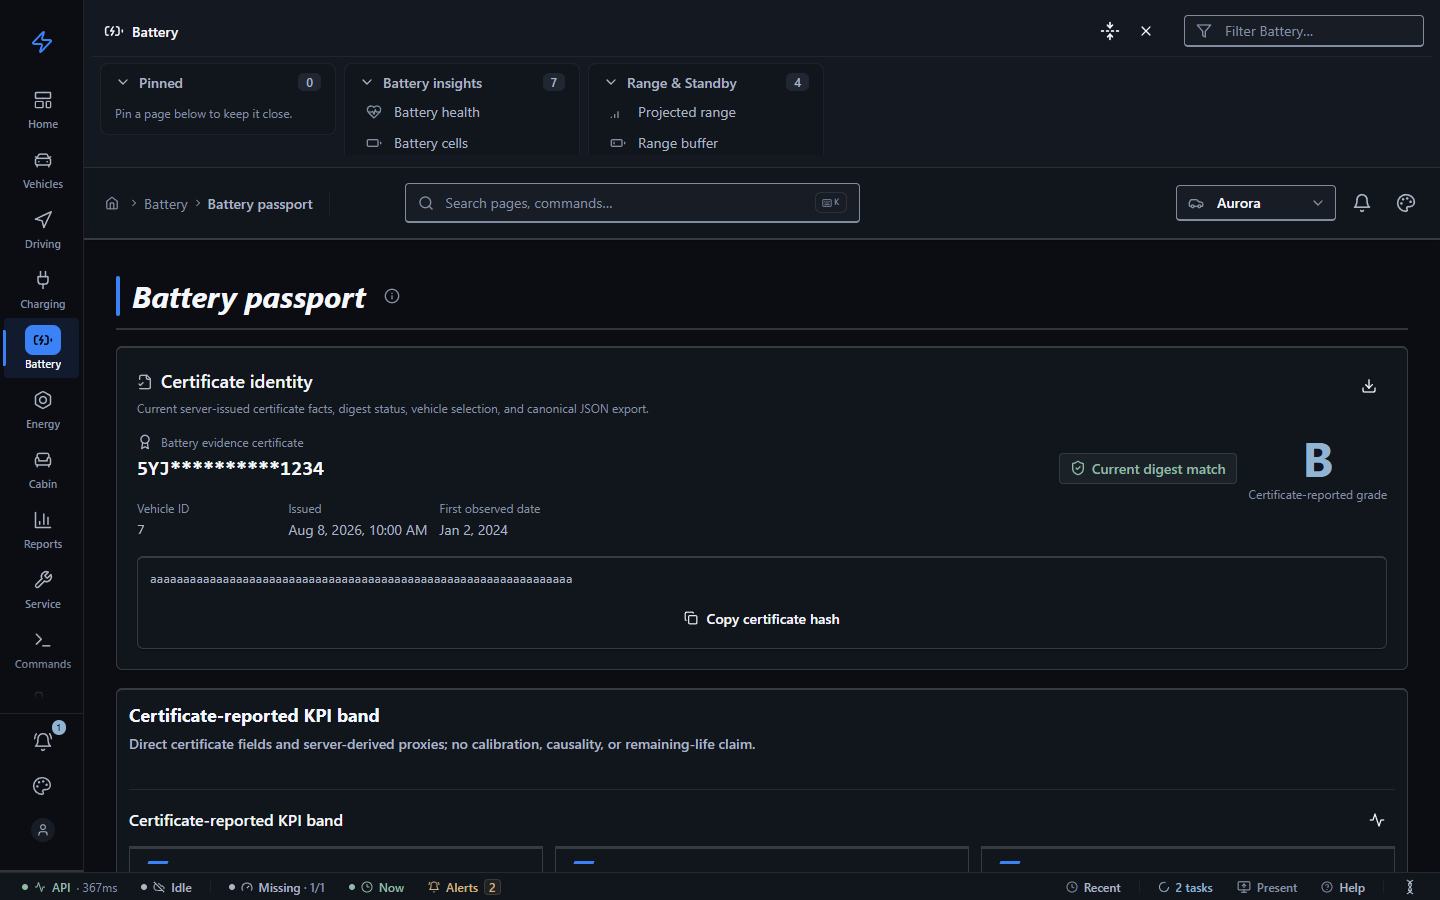 Battery
Filter Battery...
Pinned 0
Pin a page below to keep it close.
Battery insights 7
Battery health
Battery cells
Range & Standby 4
Projected range
Range buffer
Home
Vehicles
Driving
Charging
Battery
Energy
Cabin
Reports
Service
Commands
1
Battery
Battery passport
Search pages, commands...
K
Aurora
Battery passport
Certificate identity
Current server-issued certificate facts, digest status, vehicle selection, and canonical JSON export.
Battery evidence certificate
5YJ**********1234
Current digest match
B
Certificate-reported grade
Vehicle ID
7
Issued
Aug 8, 2026, 10:00 AM
First observed date
Jan 2, 2024
aaaaaaaaaaaaaaaaaaaaaaaaaaaaaaaaaaaaaaaaaaaaaaaaaaaaaaaaaaaaaaaa
Copy certificate hash
Certificate-reported KPI band
Direct certificate fields and server-derived proxies; no calibration, causality, or remaining-life claim.
Certificate-reported KPI band
API · 367ms
Idle
Missing · 1/1
Now
Alerts 2
Recent
2 tasks
Present
Help